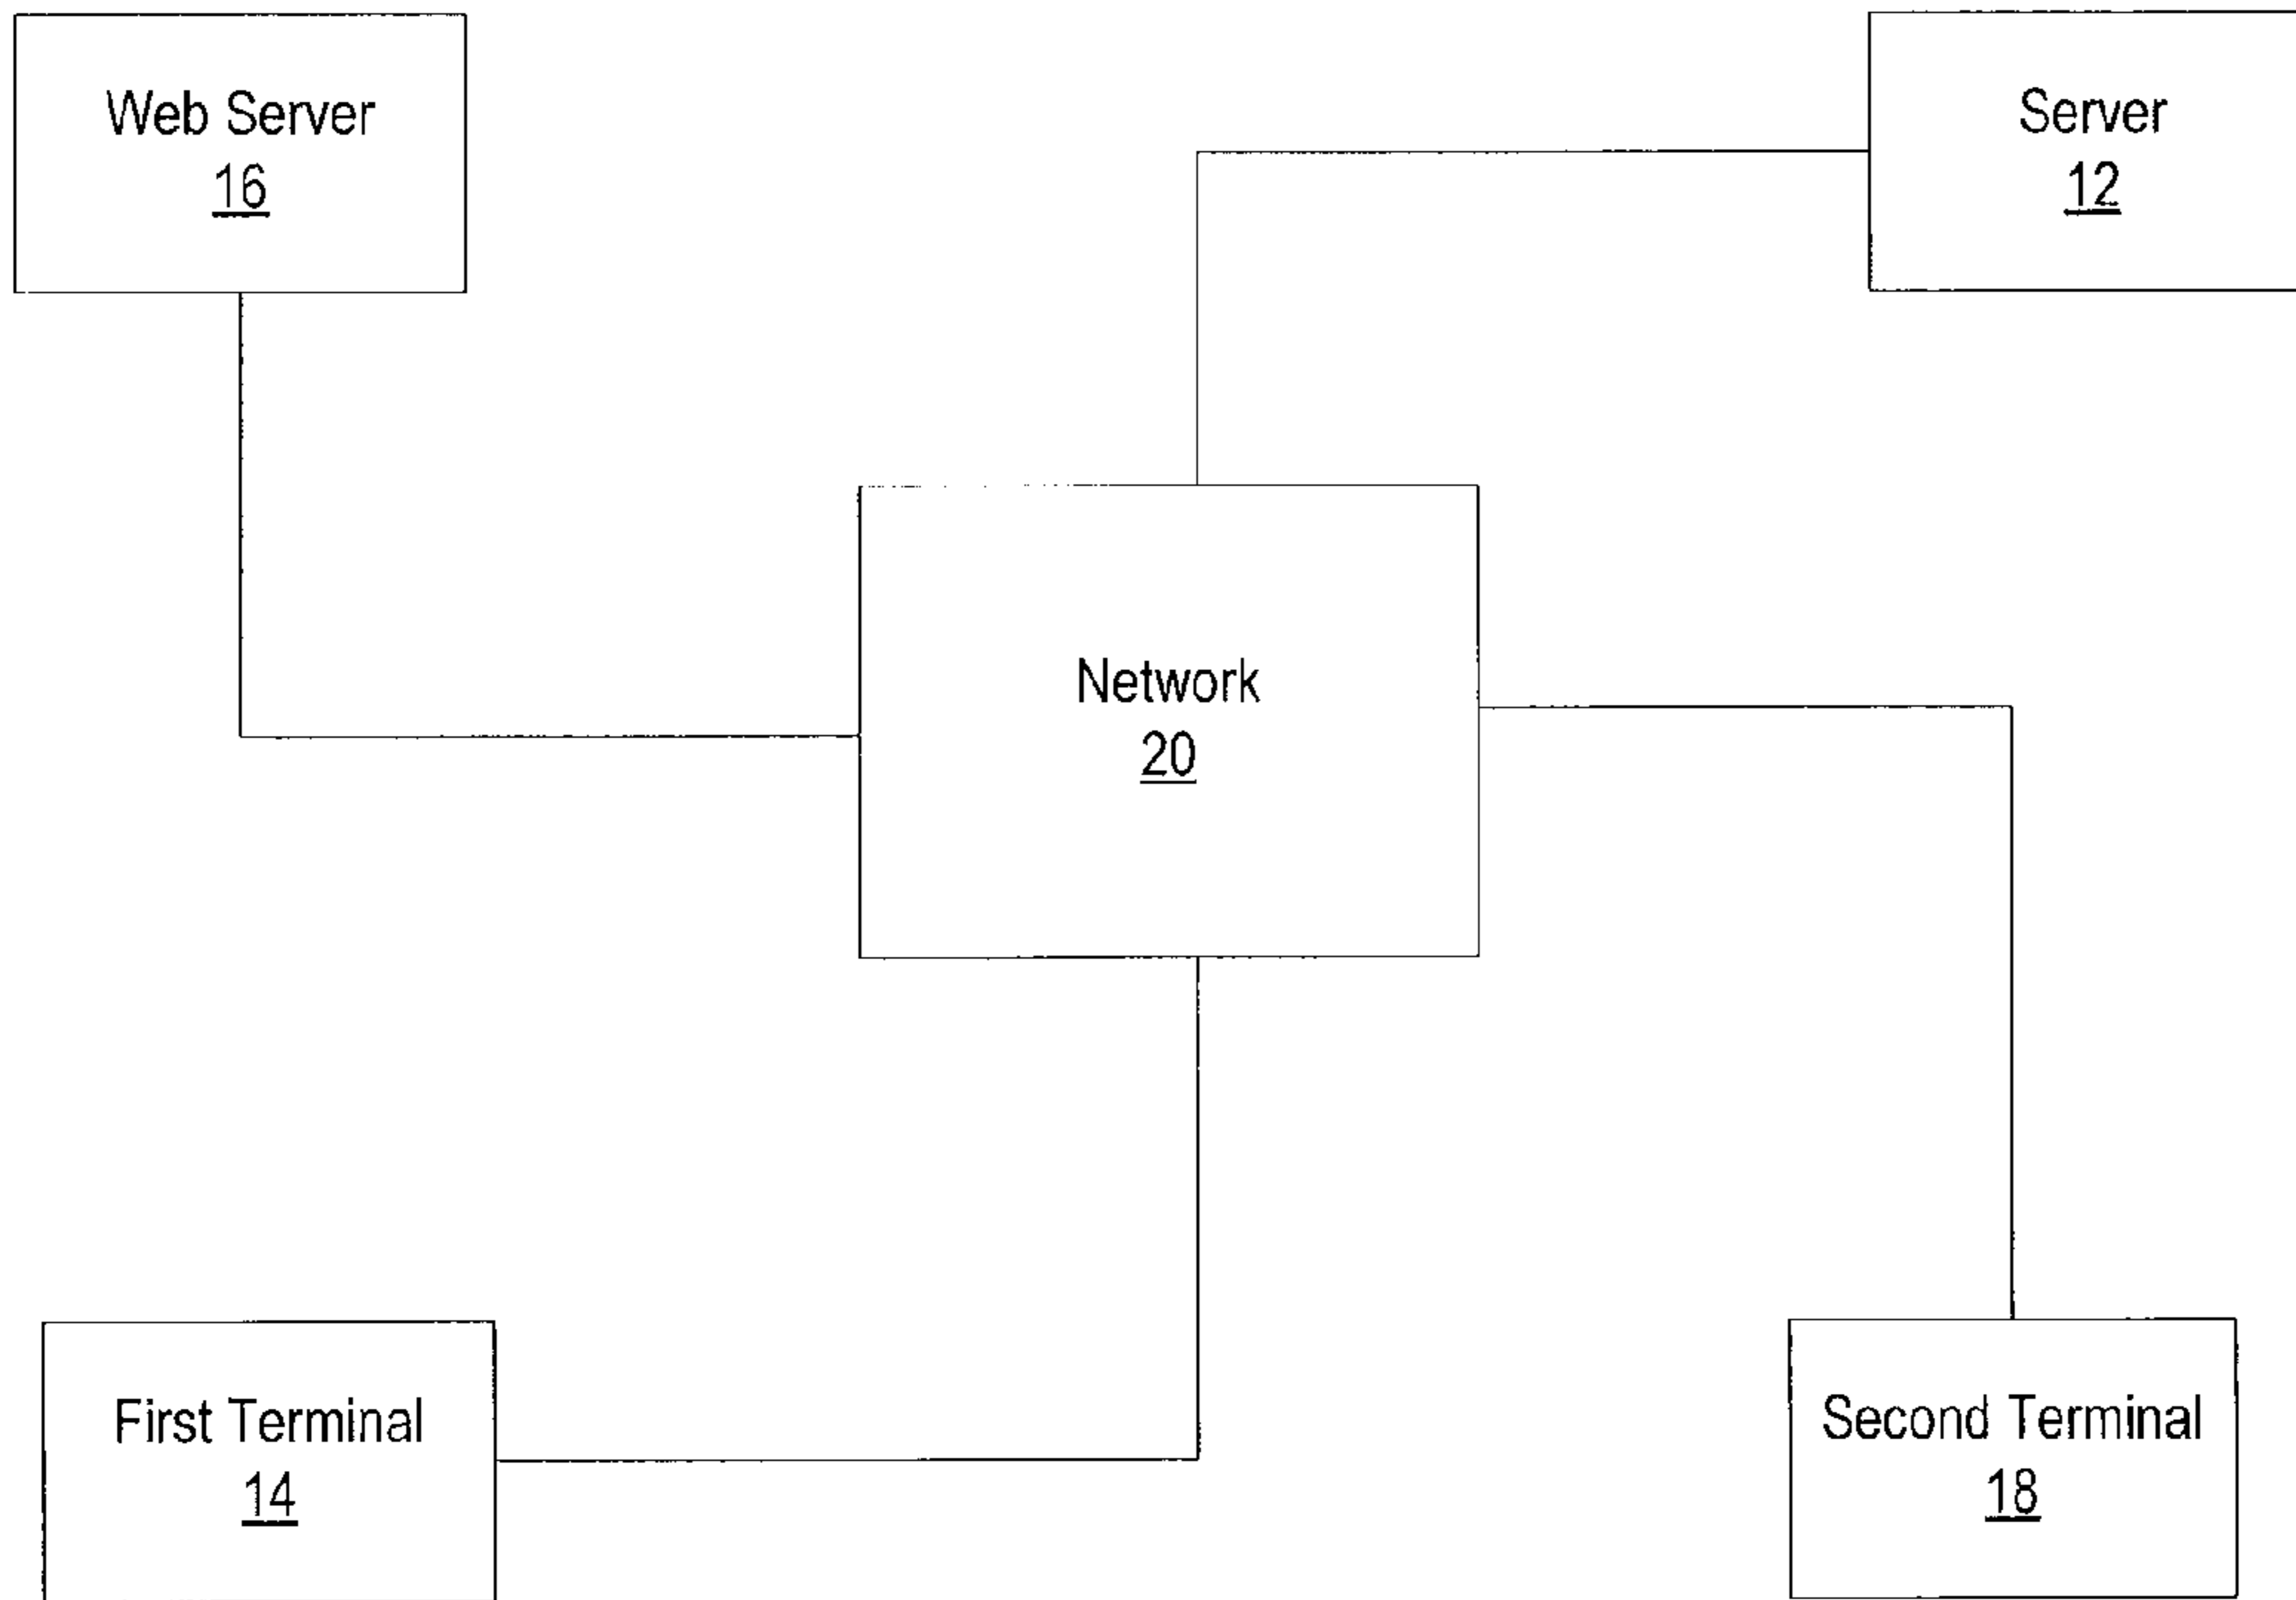 Web Server
16
Server
12
Network
20
First Terminal
14
Second Terminal
18